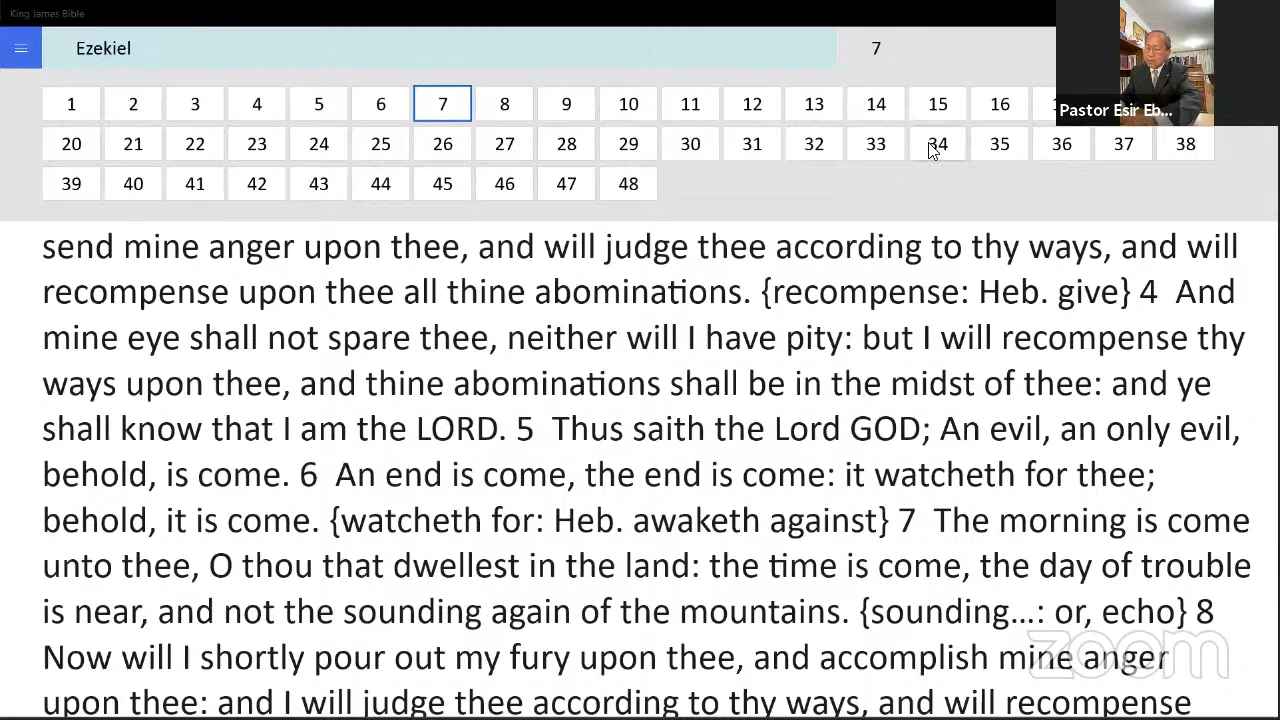 King James Bible
Ezekiel 7
1 2 3 4 5 6 7 8 9 10 11 12 13 14 15 16
Pastor Esir Eb...
20 21 22 23 24 25 26 27 28 29 30 31 32 33 34 35 36 37 38
39 40 41 42 43 44 45 46 47 48
send mine anger upon thee, and will judge thee according to thy ways, and will
recompense upon thee all thine abominations. {recompense: Heb. give} 4 And
mine eye shall not spare thee, neither will I have pity: but I will recompense thy
ways upon thee, and thine abominations shall be in the midst of thee: and ye
shall know that I am the LORD. 5 Thus saith the Lord GOD; An evil, an only evil,
behold, is come. 6 An end is come, the end is come: it watcheth for thee;
behold, it is come. {watcheth for: Heb. awaketh against} 7 The morning is come
unto thee, O thou that dwellest in the land: the time is come, the day of trouble
is near, and not the sounding again of the mountains. {sounding...: or, echo} 8
Now will I shortly pour out my fury upon thee, and accomplish mine anger
zoom
upon thee: and I will judge thee according to thy ways, and will recompense